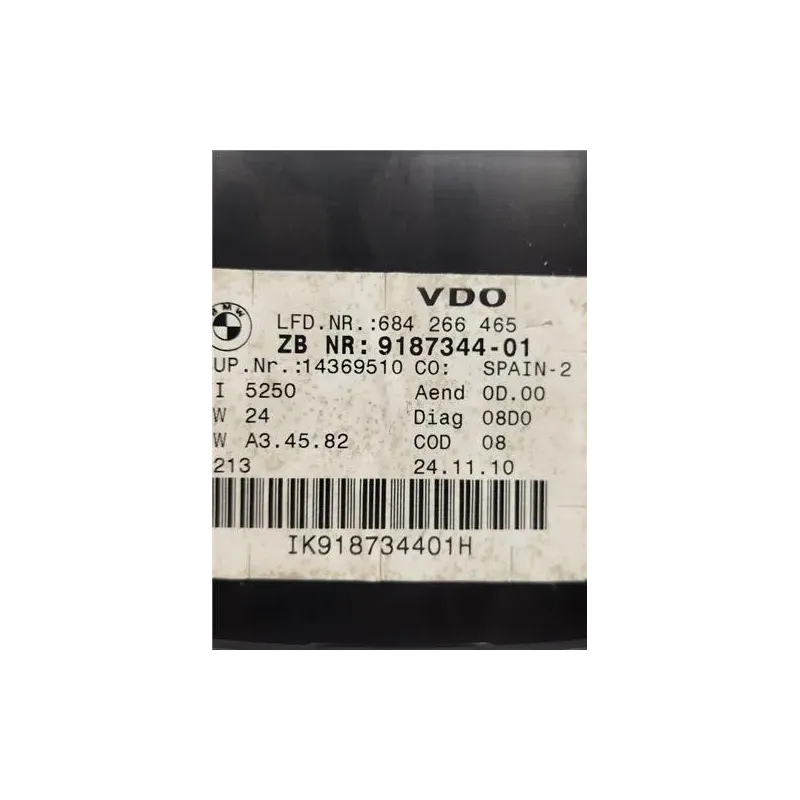 VDO
BMW
LFD.NR.:684 266 465
ZB NR:9187344-01
UP.Nr.:14369510 CO: SPAIN-2
I 5250 Aend 0D.00
W 24 Diag 08D0
W A3.45.82 COD 08
213 24.11.10
IK918734401H